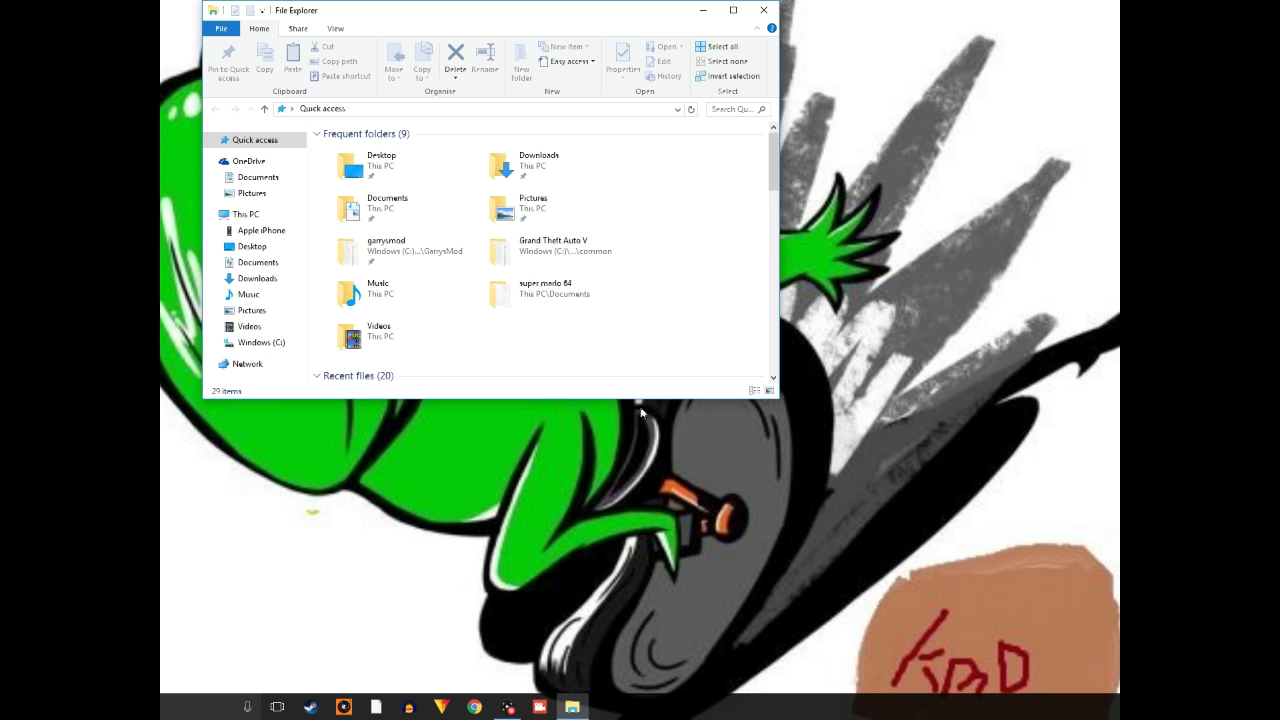 File Explorer
File Home Share View
Pin to Quick access
Copy
Paste
Cut
Copy path
Paste shortcut
Clipboard
Move to
Copy to
Delete
Rename
Organise
New folder
New item
Easy access
New
Properties
Open
Edit
History
Open
Select all
Select none
Invert selection
Select
Quick access
Search Qu...
Quick access
OneDrive
Documents
Pictures
This PC
Apple iPhone
Desktop
Documents
Downloads
Music
Pictures
Videos
Windows (C:)
Network
Frequent folders (9)
Desktop
This PC
Downloads
This PC
Documents
This PC
Pictures
This PC
garrysmod
Windows (C:)...\GarrysMod
Grand Theft Auto V
Windows (C:)\...\common
Music
This PC
super mario 64
This PC\Documents
Videos
This PC
Recent files (20)
29 items